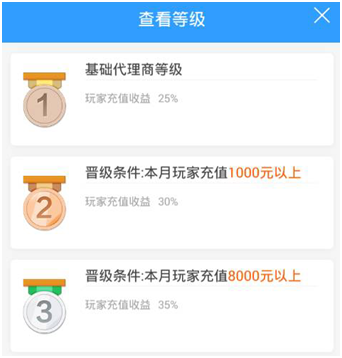 查看等级
1
基础代理商等级
玩家充值收益 25%
2
晋级条件:本月玩家充值1000元以上
玩家充值收益 30%
3
晋级条件:本月玩家充值8000元以上
玩家充值收益 35%